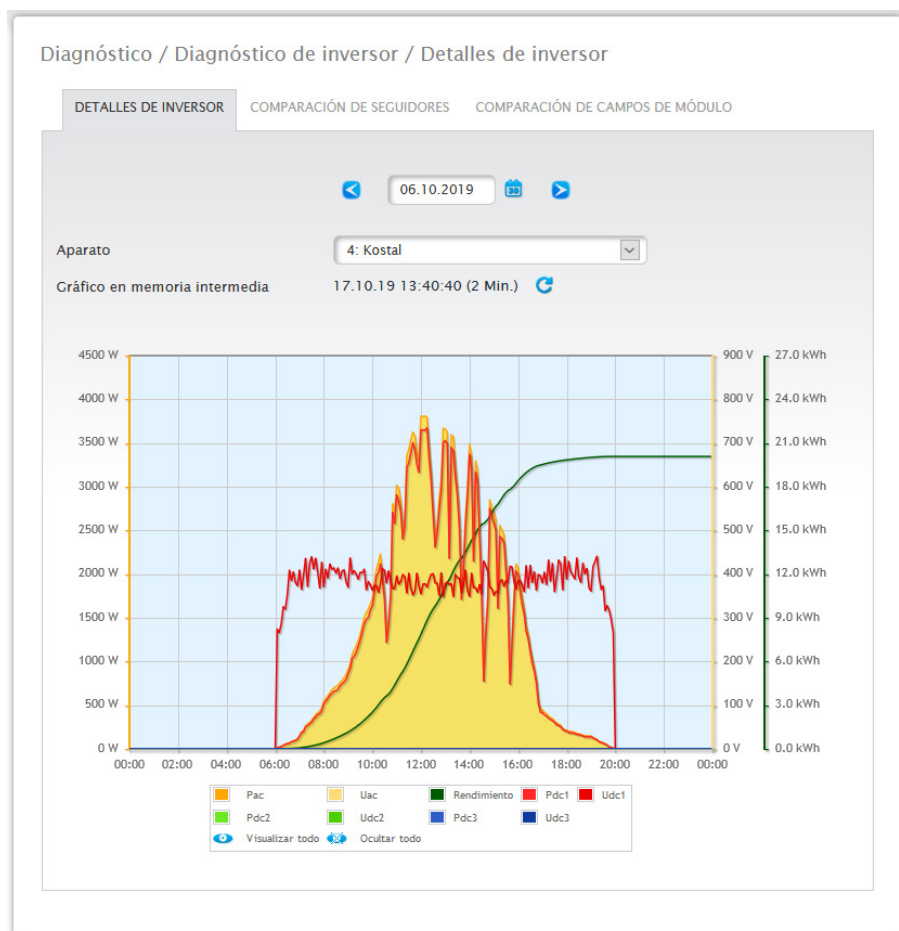 Diagnóstico / Diagnóstico de inversor / Detalles de inversor
DETALLES DE INVERSOR COMPARACIÓN DE SEGUIDORES COMPARACIÓN DE CAMPOS DE MÓDULO
06.10.2019 30
Aparato 4: Kostal
Gráfico en memoria intermedia 17.10.19 13:40:40 (2 Min.)
4500 W 900 V 27.0 kWh
4000 W 800 V 24.0 kWh
3500 W 700 V 21.0 kWh
3000 W 600 V 18.0 kWh
2500 W 500 V 15.0 kWh
2000 W 400 V 12.0 kWh
1500 W 300 V 9.0 kWh
1000 W 200 V 6.0 kWh
500 W 100 V 3.0 kWh
0 W 0 V 0.0 kWh
00:00 02:00 04:00 06:00 08:00 10:00 12:00 14:00 16:00 18:00 20:00 22:00 00:00
Pac Uac Rendimiento Pdc1 Udc1
Pdc2 Udc2 Pdc3 Udc3
Visualizar todo Ocultar todo